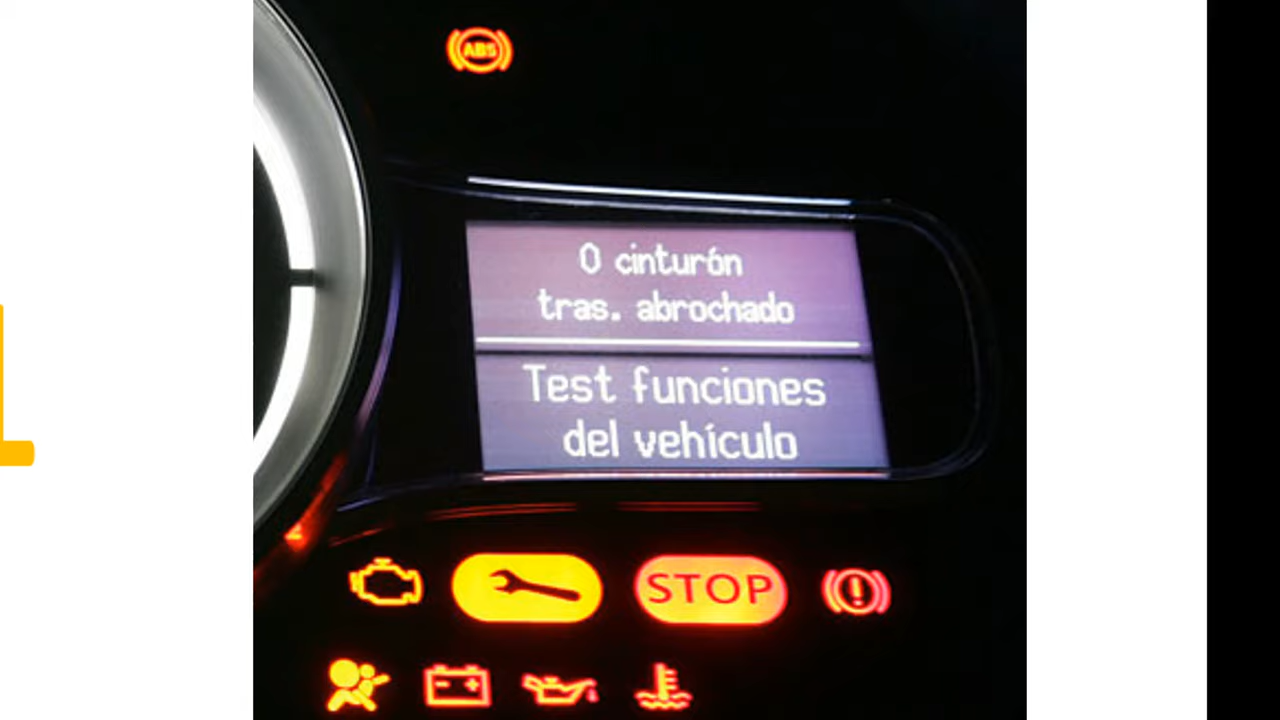 ABS
0 cinturón
tras. abrochado
Test funciones
del vehículo
STOP